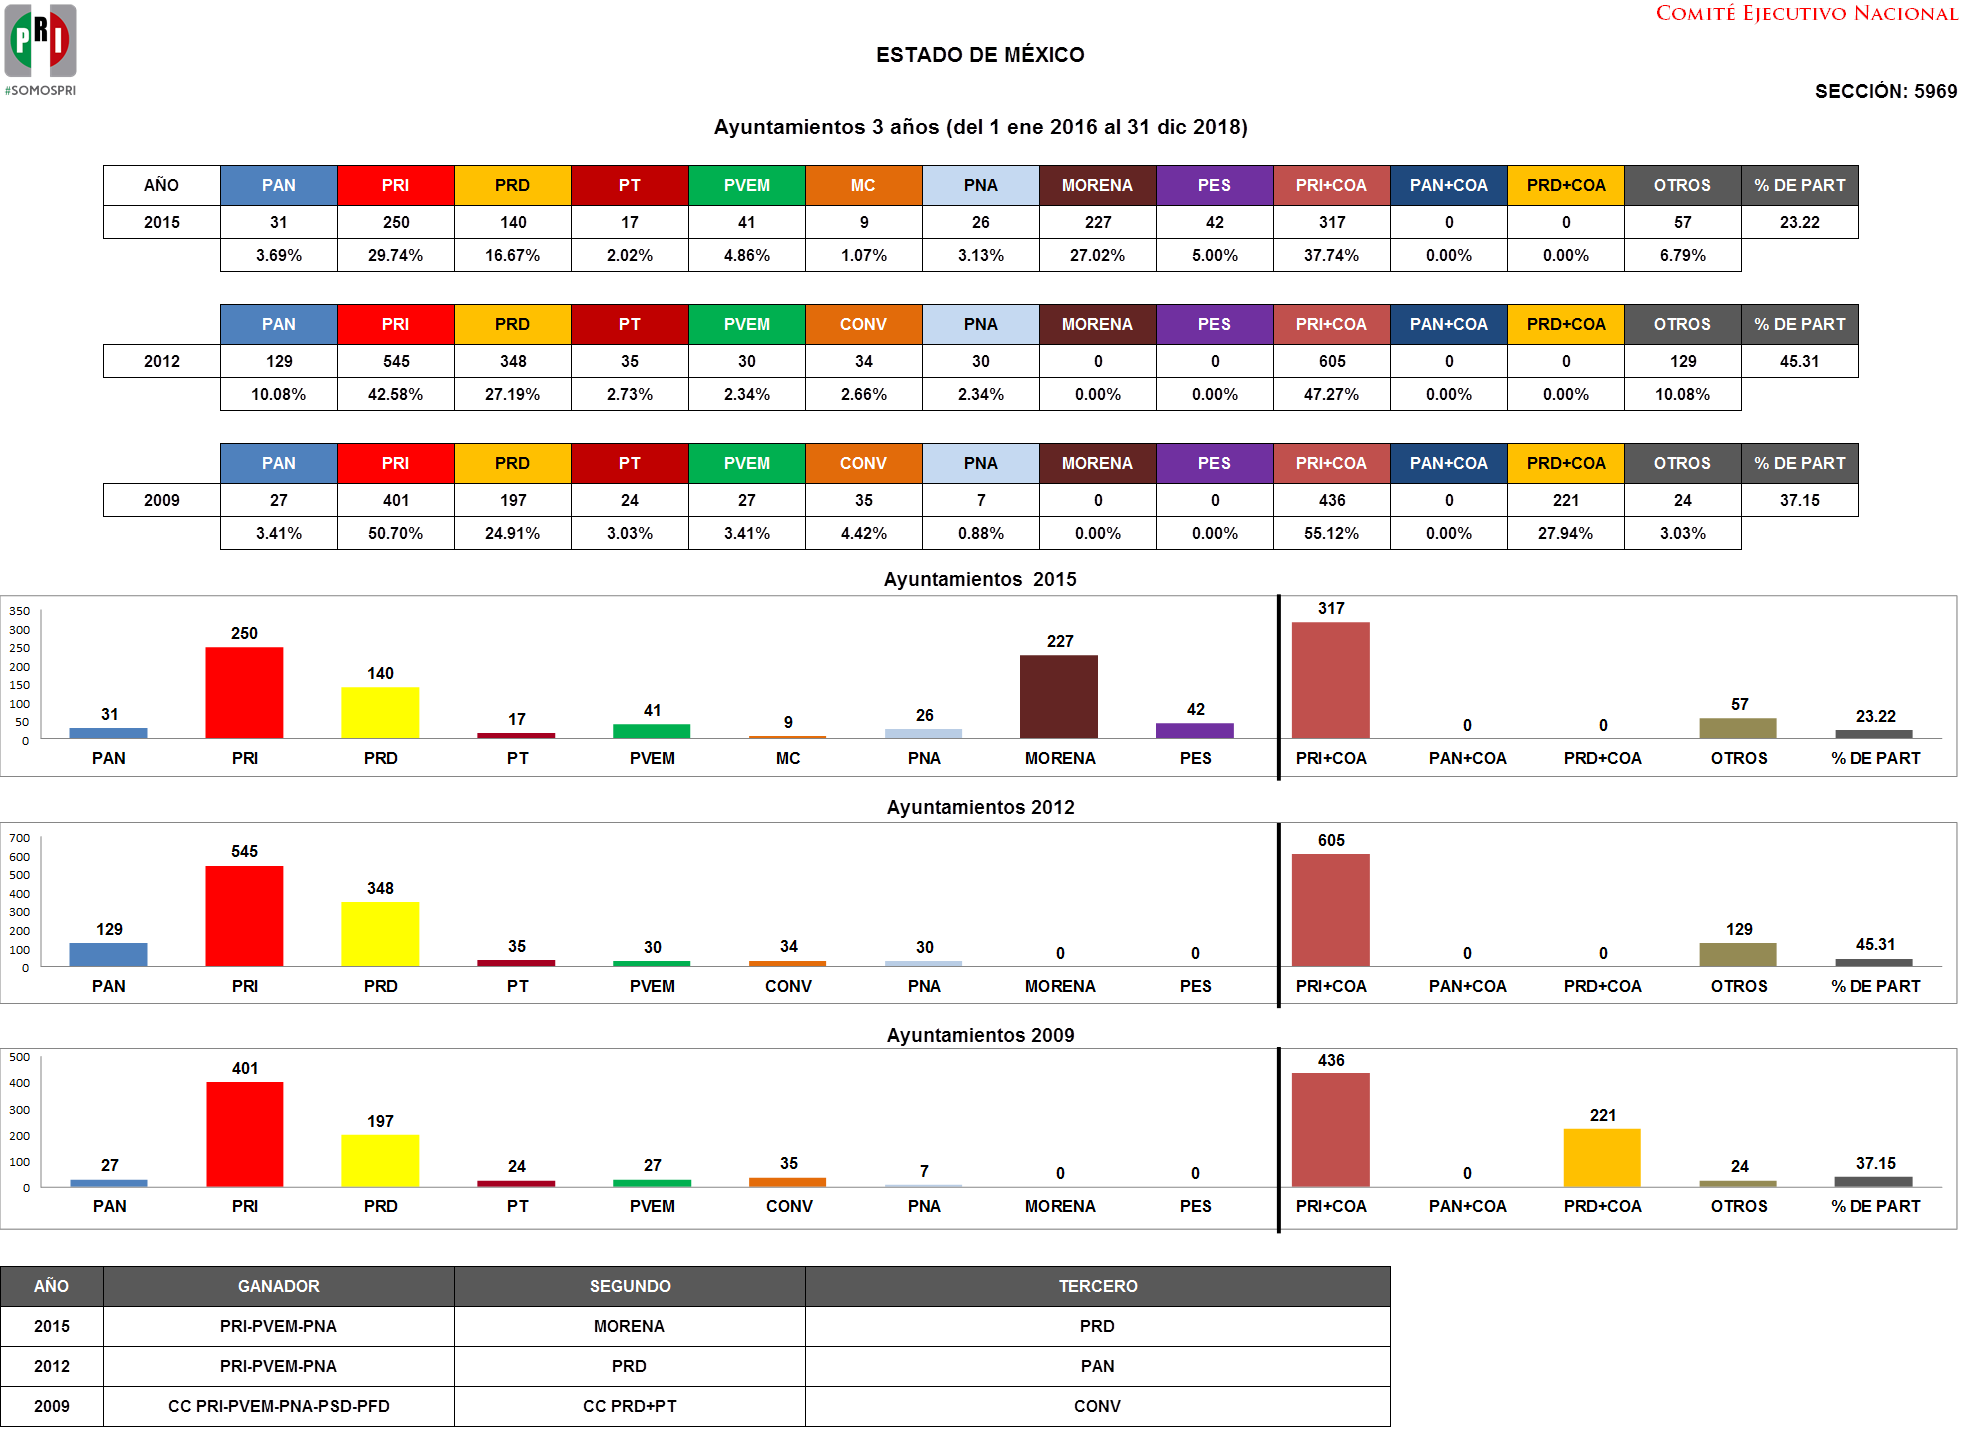 PRI
#SOMOSPRI
COMITÉ EJECUTIVO NACIONAL
ESTADO DE MÉXICO
SECCIÓN: 5969
Ayuntamientos 3 años (del 1 ene 2016 al 31 dic 2018)
AÑO PAN PRI PRD PT PVEM MC PNA MORENA PES PRI+COA PAN+COA PRD+COA OTROS % DE PART
2015 31 250 140 17 41 9 26 227 42 317 0 0 57 23.22
3.69% 29.74% 16.67% 2.02% 4.86% 1.07% 3.13% 27.02% 5.00% 37.74% 0.00% 0.00% 6.79%
PAN PRI PRD PT PVEM CONV PNA MORENA PES PRI+COA PAN+COA PRD+COA OTROS % DE PART
2012 129 545 348 35 30 34 30 0 0 605 0 0 129 45.31
10.08% 42.58% 27.19% 2.73% 2.34% 2.66% 2.34% 0.00% 0.00% 47.27% 0.00% 0.00% 10.08%
PAN PRI PRD PT PVEM CONV PNA MORENA PES PRI+COA PAN+COA PRD+COA OTROS % DE PART
2009 27 401 197 24 27 35 7 0 0 436 0 221 24 37.15
3.41% 50.70% 24.91% 3.03% 3.41% 4.42% 0.88% 0.00% 0.00% 55.12% 0.00% 27.94% 3.03%
Ayuntamientos 2015
350
300
250
200
150
100
50
0
31 250 140 17 41 9 26 227 42 317 0 0 57 23.22
PAN PRI PRD PT PVEM MC PNA MORENA PES PRI+COA PAN+COA PRD+COA OTROS % DE PART
Ayuntamientos 2012
700
600
500
400
300
200
100
0
129 545 348 35 30 34 30 0 0 605 0 0 129 45.31
PAN PRI PRD PT PVEM CONV PNA MORENA PES PRI+COA PAN+COA PRD+COA OTROS % DE PART
Ayuntamientos 2009
500
400
300
200
100
0
27 401 197 24 27 35 7 0 0 436 0 221 24 37.15
PAN PRI PRD PT PVEM CONV PNA MORENA PES PRI+COA PAN+COA PRD+COA OTROS % DE PART
AÑO GANADOR SEGUNDO TERCERO
2015 PRI-PVEM-PNA MORENA PRD
2012 PRI-PVEM-PNA PRD PAN
2009 CC PRI-PVEM-PNA-PSD-PFD CC PRD+PT CONV